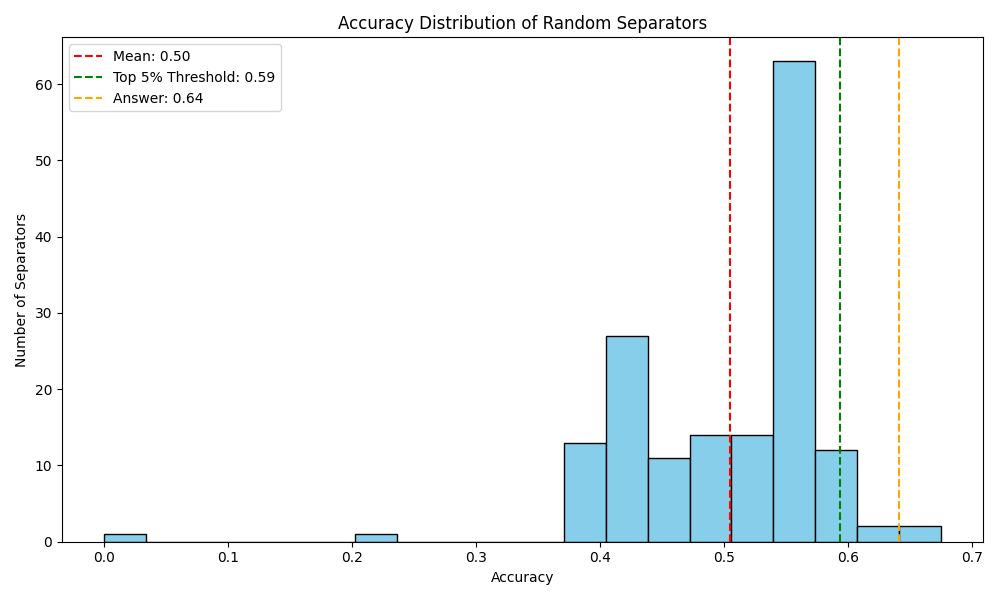 Accuracy Distribution of Random Separators
Mean: 0.50
Top 5% Threshold: 0.59
Answer: 0.64
60
50
40
30
20
10
0
Number of Separators
0.0 0.1 0.2 0.3 0.4 0.5 0.6 0.7
Accuracy